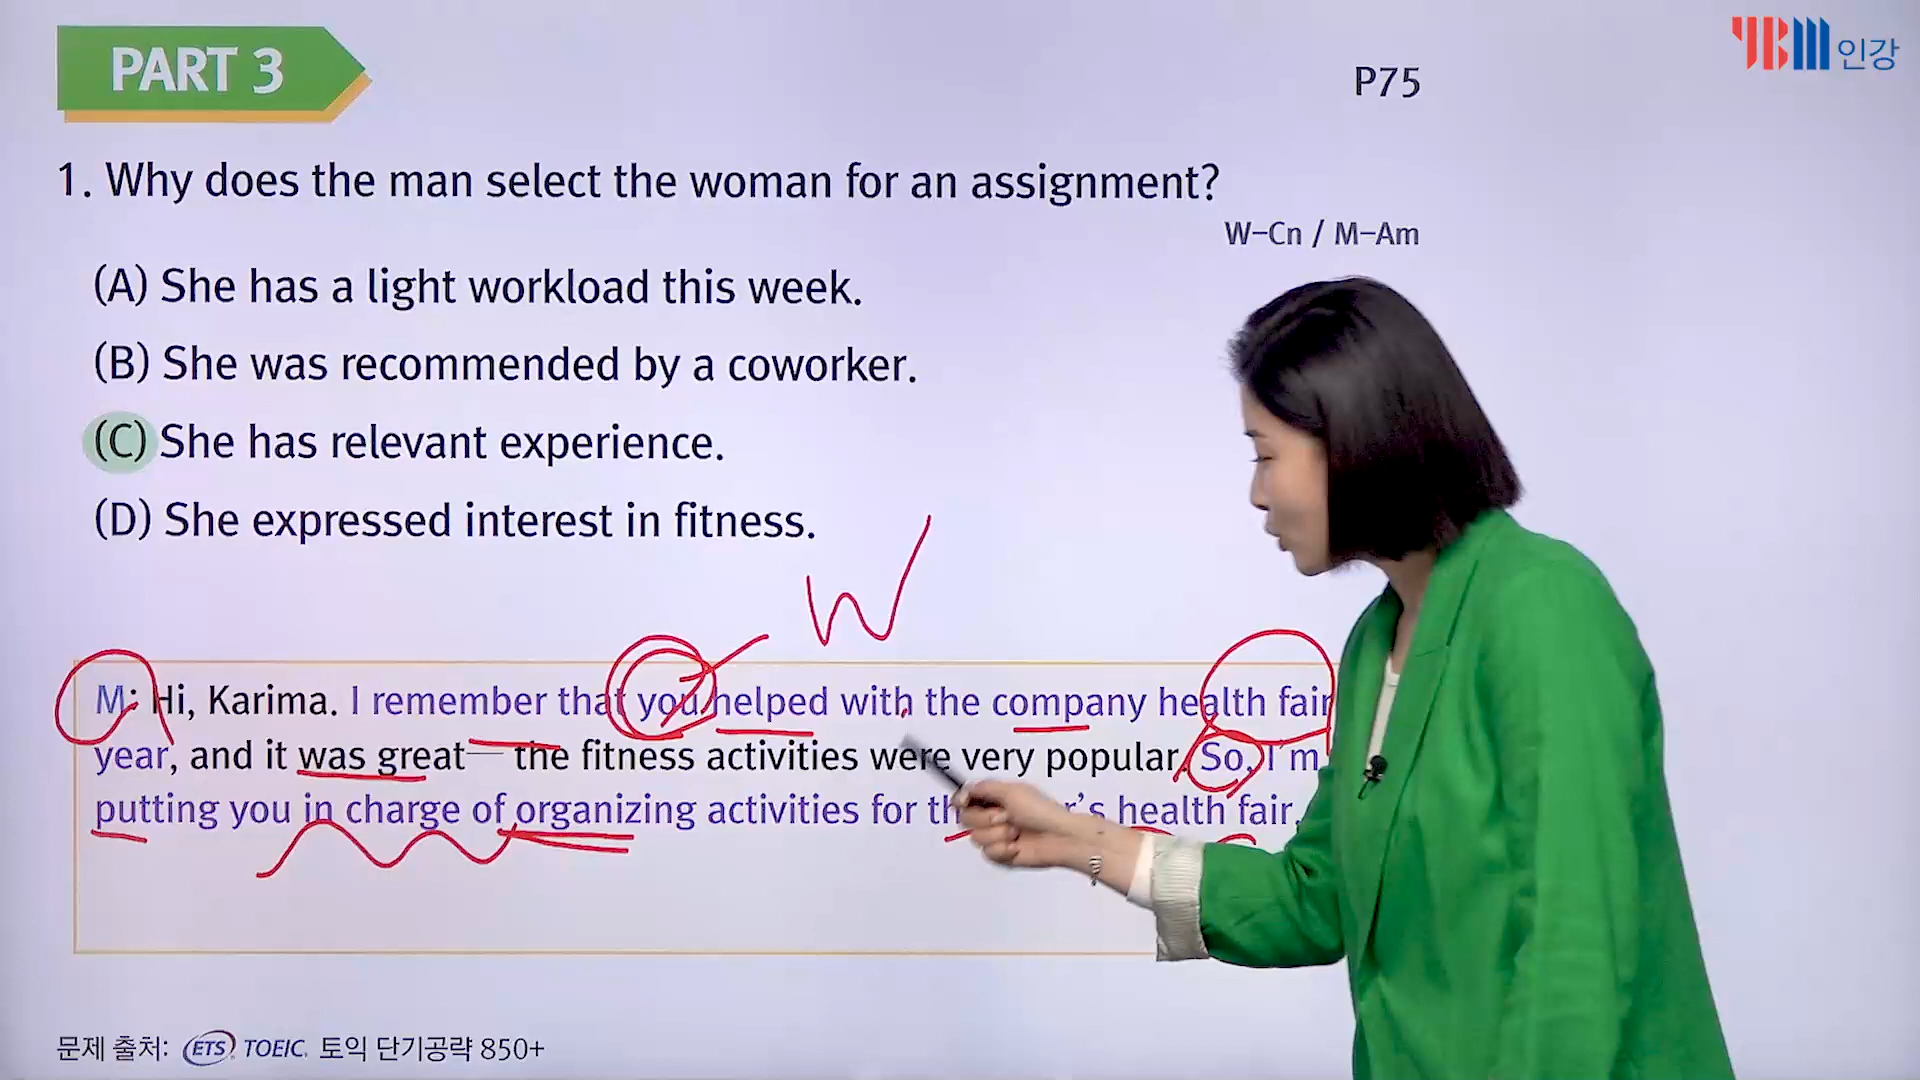 PART 3
P75
YBM 인강
1. Why does the man select the woman for an assignment?
W-Cn / M-Am
(A) She has a light workload this week.
(B) She was recommended by a coworker.
(C) She has relevant experience.
(D) She expressed interest in fitness.
W
M: Hi, Karima. I remember that you helped with the company health fair
year, and it was great— the fitness activities were very popular. So, I'm
putting you in charge of organizing activities for health fair.
문제 출처: ETS TOEIC. 토익 단기공략 850+